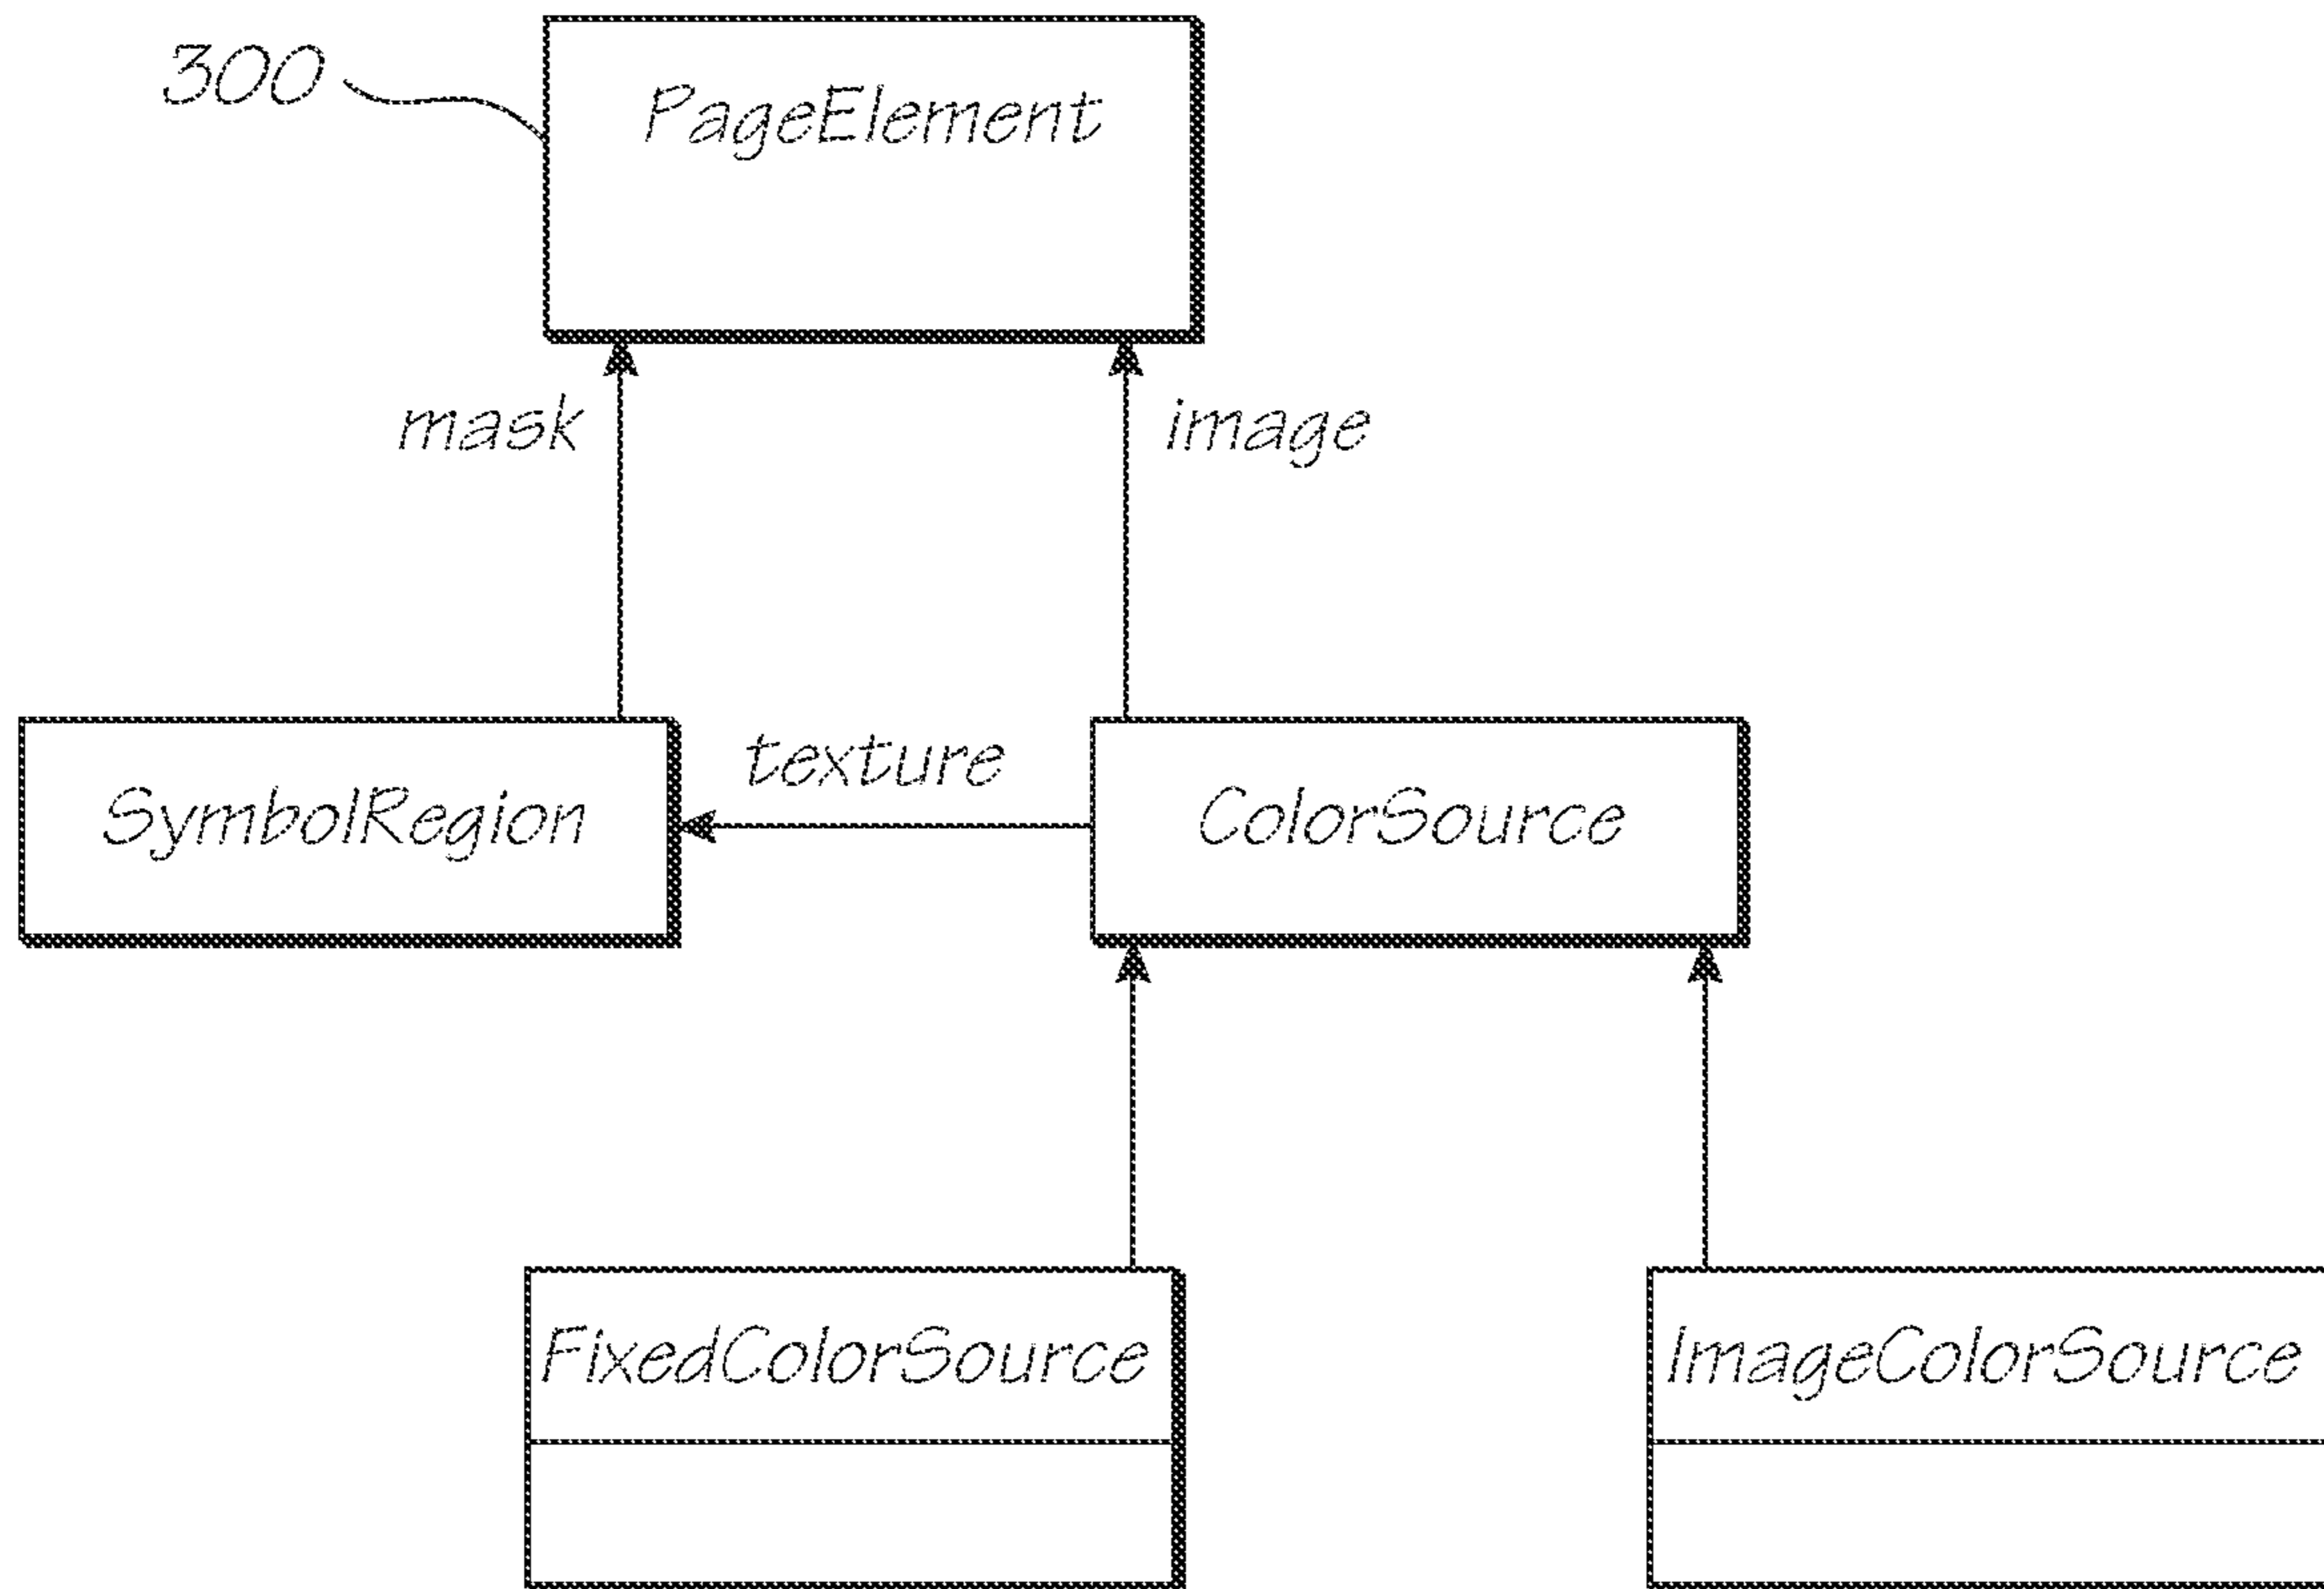 300
PageElement
mask
image
texture
SymbolRegion
ColorSource
FixedColorSource
ImageColorSource